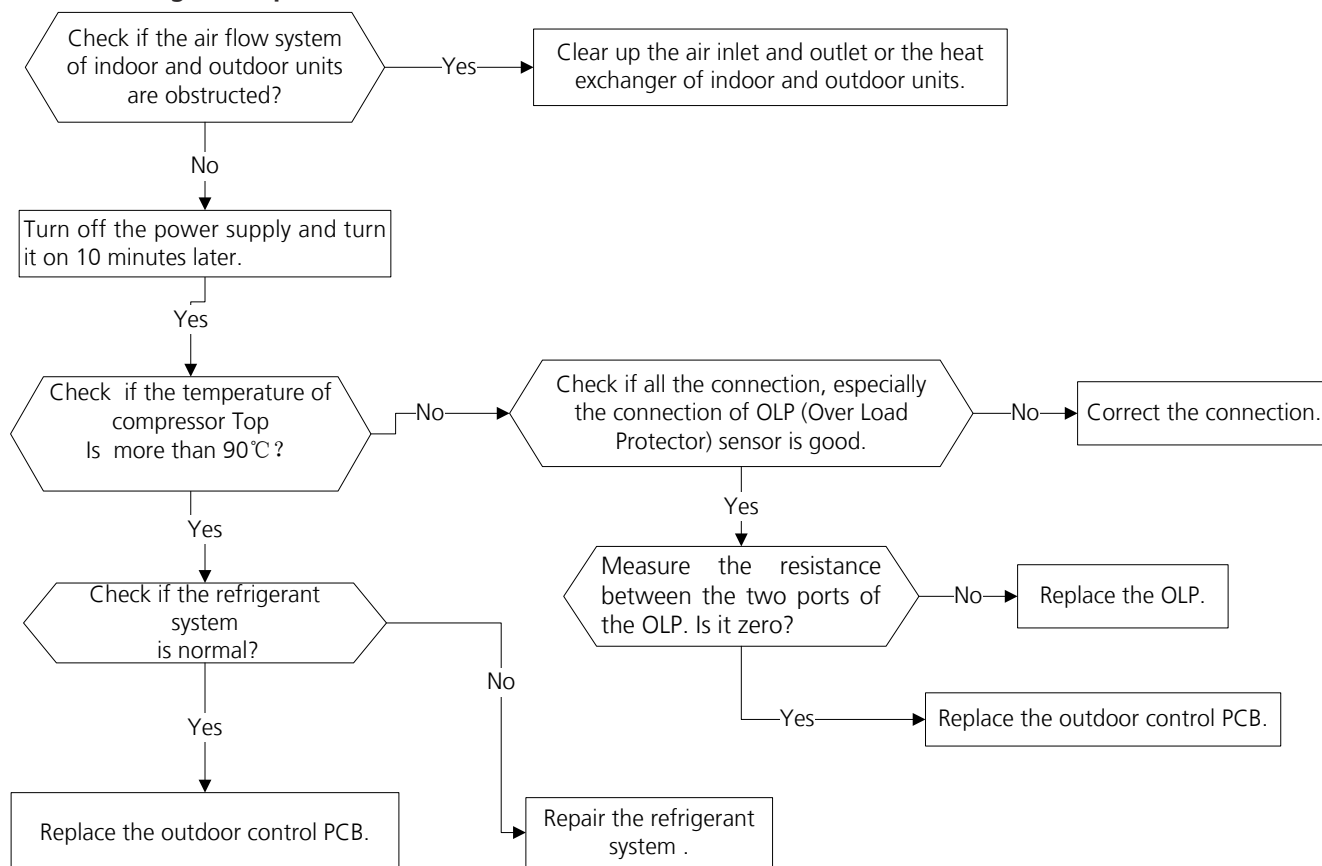 Check if the air flow system
of indoor and outdoor units
are obstructed?
Yes
Clear up the air inlet and outlet or the heat
exchanger of indoor and outdoor units.
No
Turn off the power supply and turn
it on 10 minutes later.
Yes
Check if the temperature of
compressor Top
Is more than 90℃?
No
Check if all the connection, especially
the connection of OLP (Over Load
Protector) sensor is good.
No
Correct the connection.
Yes
Yes
Measure the resistance
between the two ports of
the OLP. Is it zero?
No
Replace the OLP.
Check if the refrigerant
system
is normal?
No
Yes
Yes
Replace the outdoor control PCB.
Replace the outdoor control PCB.
Repair the refrigerant
system .